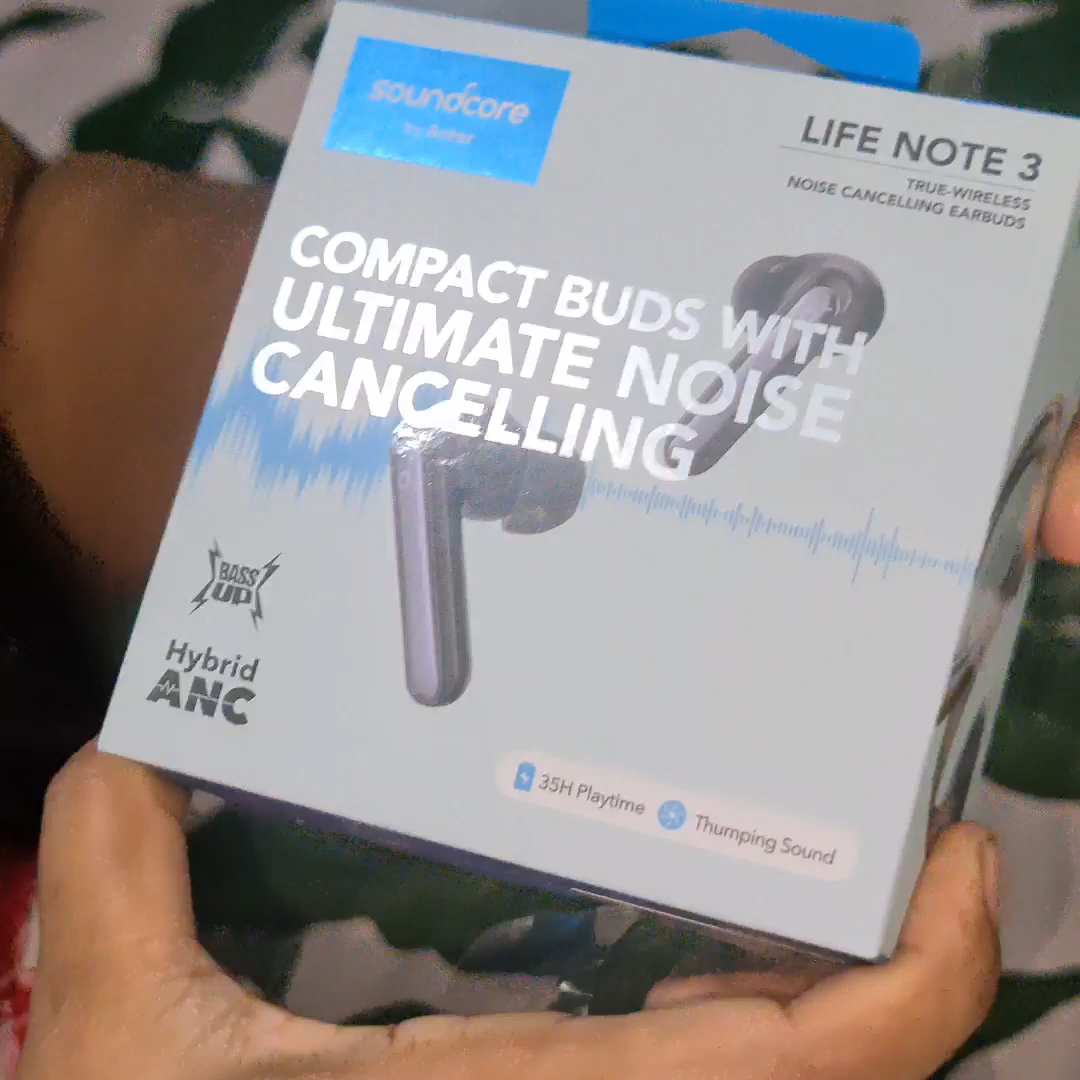 soundcore
by Anker
LIFE NOTE 3
TRUE-WIRELESS
NOISE CANCELLING EARBUDS
COMPACT BUDS WITH
ULTIMATE NOISE
CANCELLING
BASS
UP
Hybrid
ANC
35H Playtime Thumping Sound